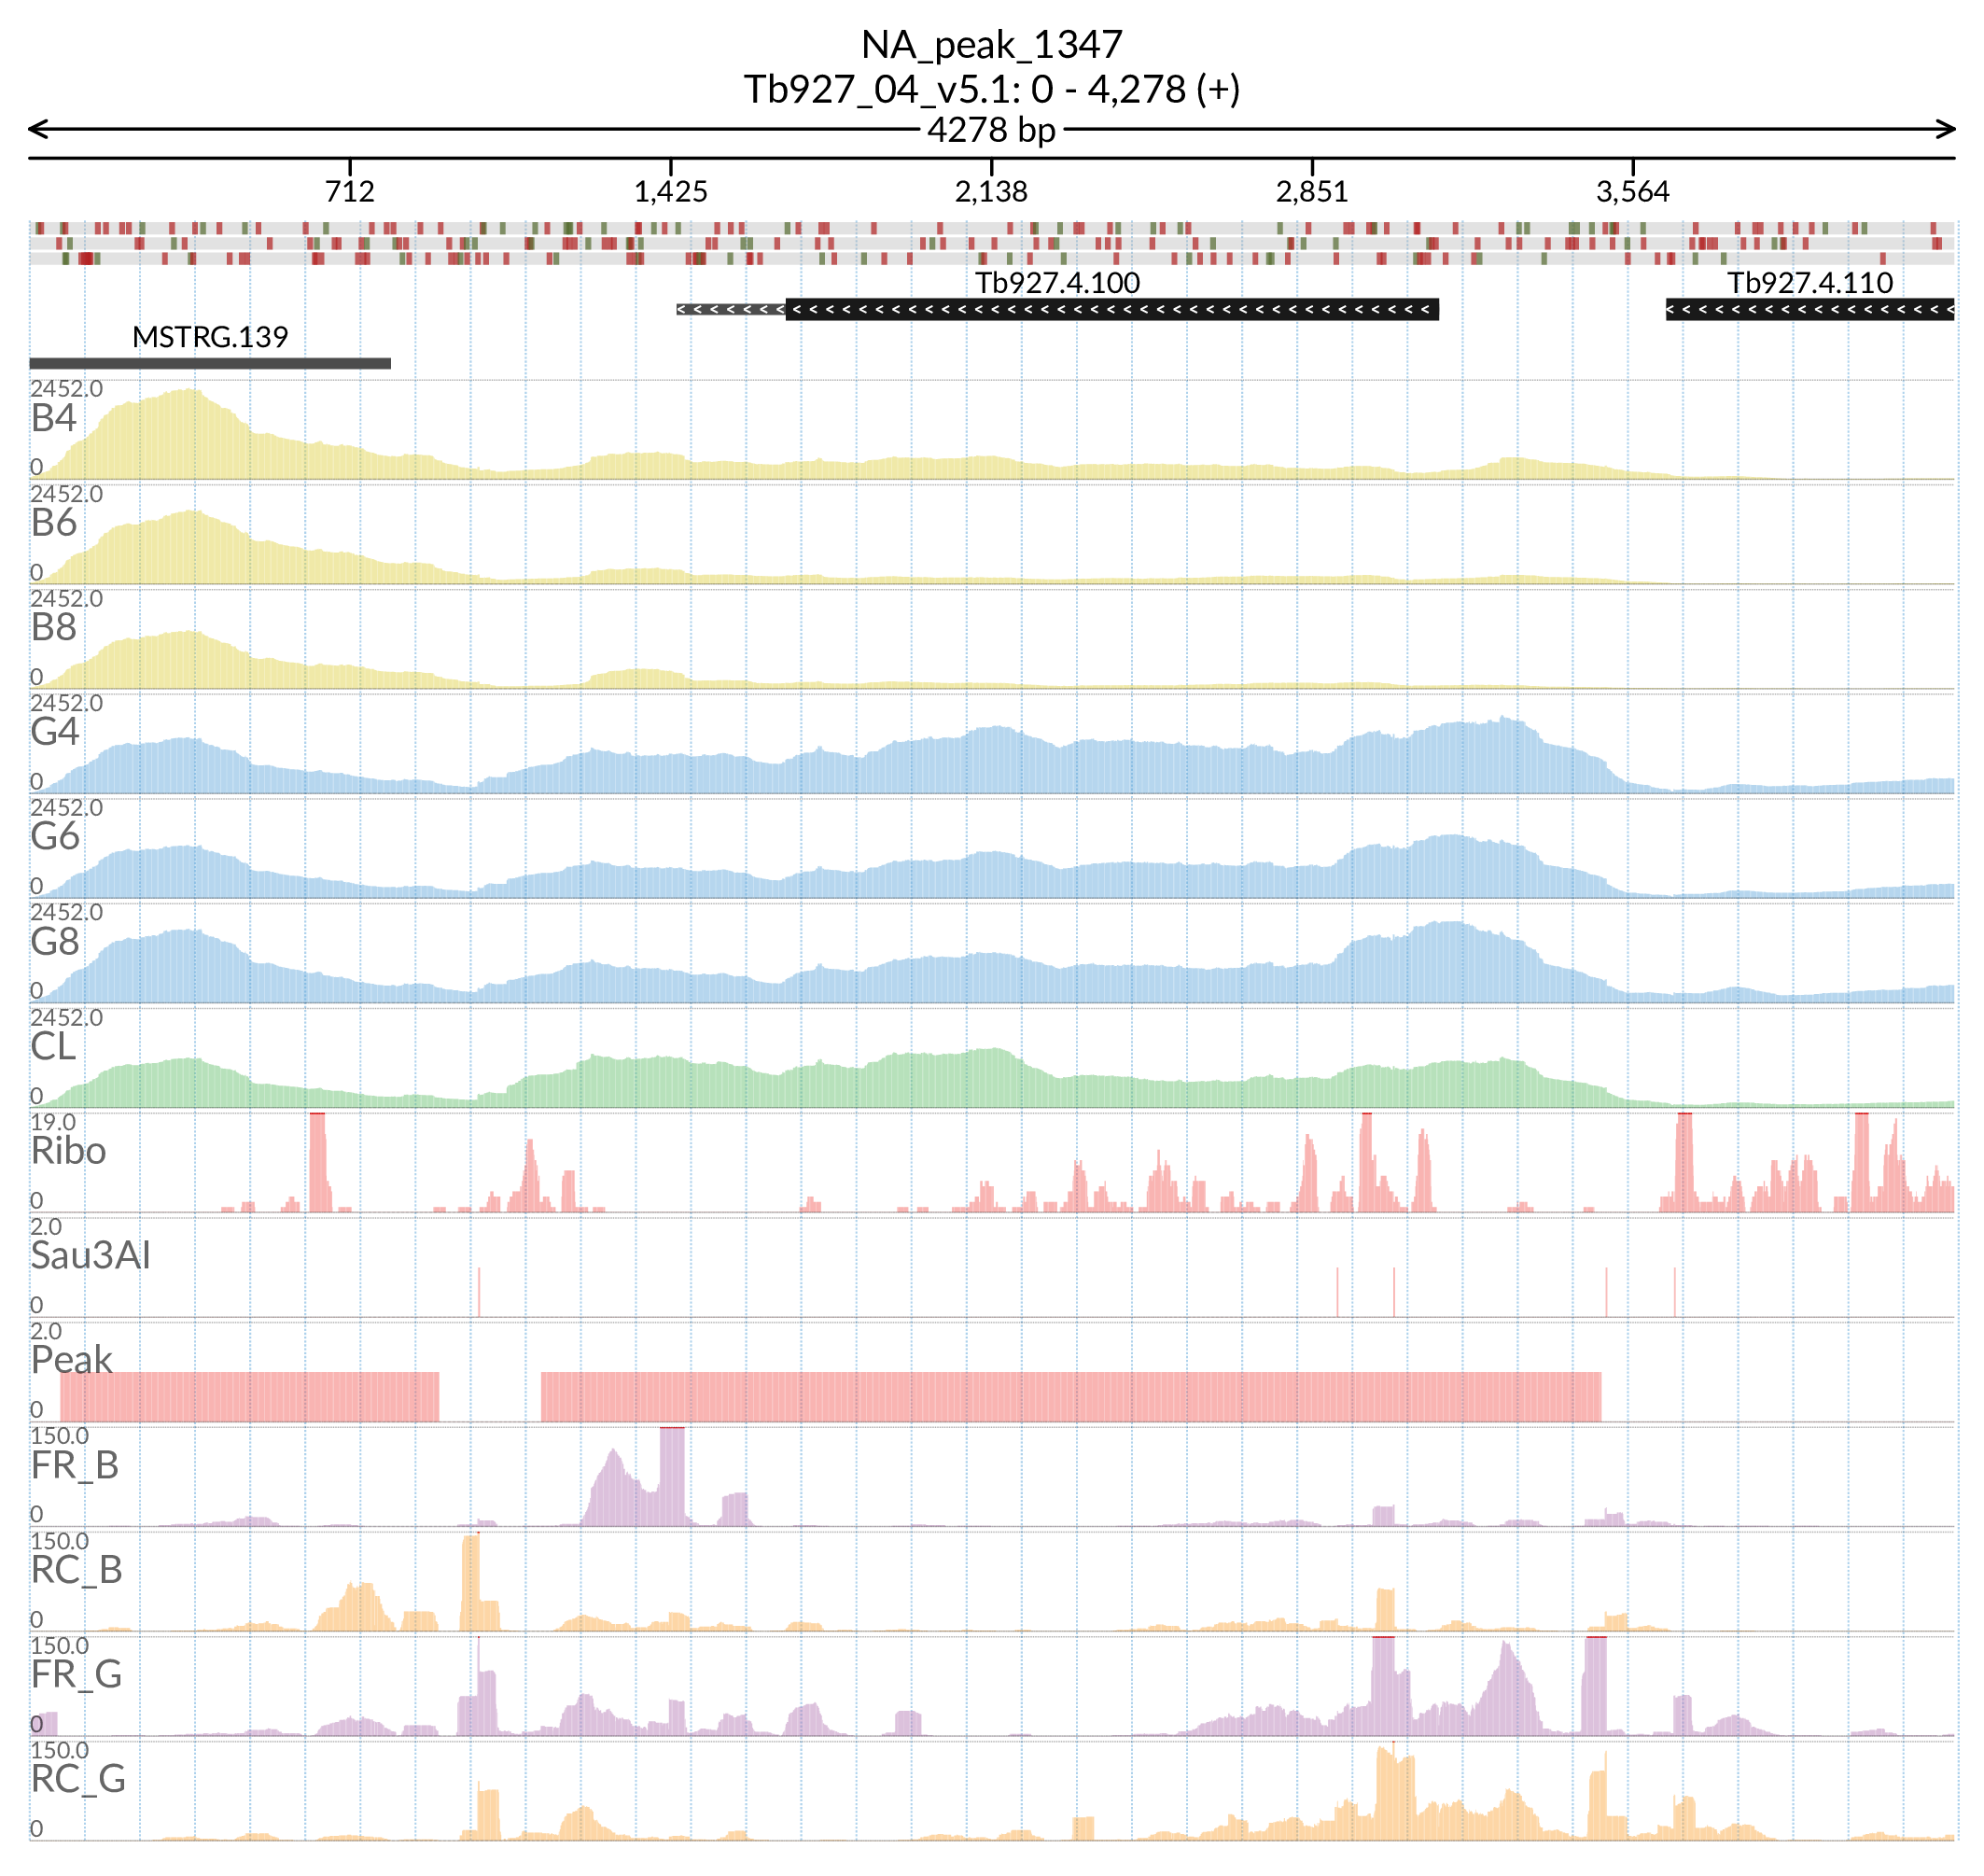 NA_peak_1347
Tb927_04_v5.1: 0 - 4,278 (+)
4278 bp
712 1,425 2,138 2,851 3,564
Tb927.4.100 Tb927.4.110
MSTRG.139
2452.0
B4
0
2452.0
B6
0
2452.0
B8
0
2452.0
G4
0
2452.0
G6
0
2452.0
G8
0
2452.0
CL
0
19.0
Ribo
0
2.0
Sau3AI
0
2.0
Peak
0
150.0
FR_B
0
150.0
RC_B
0
150.0
FR_G
0
150.0
RC_G
0